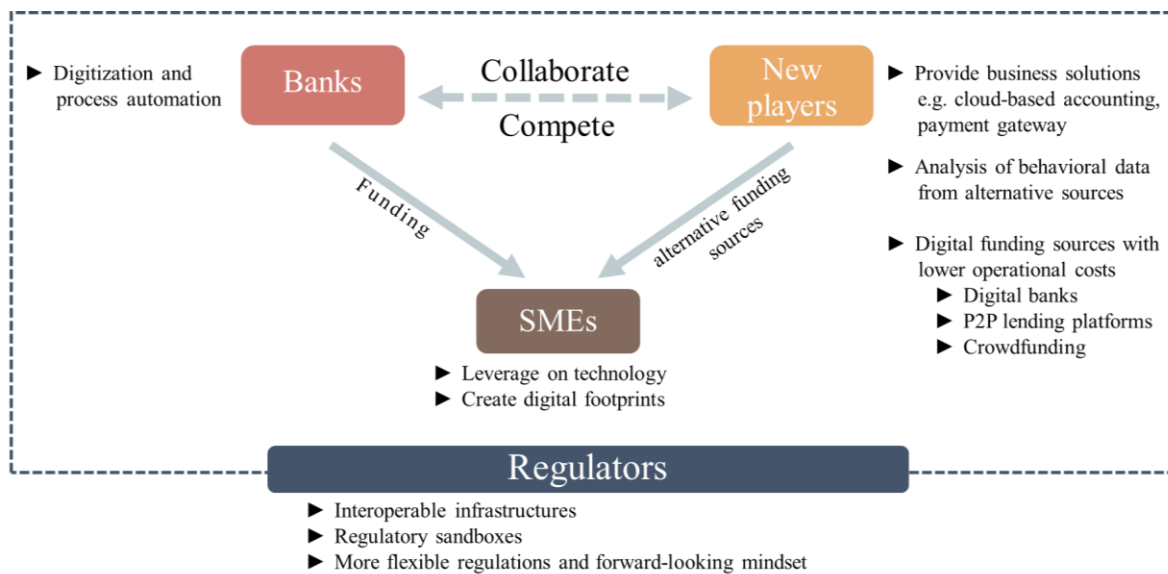 ► Digitization and
process automation
Banks
Collaborate
Compete
New
players
► Provide business solutions
e.g. cloud-based accounting,
payment gateway
► Analysis of behavioral data
from alternative sources
► Digital funding sources with
lower operational costs
► Digital banks
► P2P lending platforms
► Crowdfunding
Funding
alternative funding
sources
SMEs
► Leverage on technology
► Create digital footprints
Regulators
► Interoperable infrastructures
► Regulatory sandboxes
► More flexible regulations and forward-looking mindset